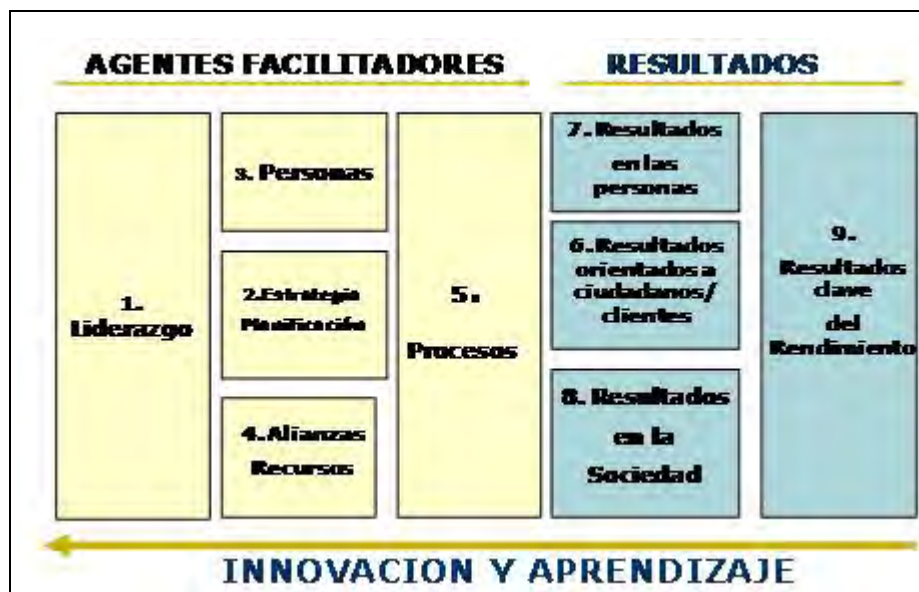 AGENTES FACILITADORES
RESULTADOS
1.
Liderazgo
3. Personas
2.Estrategia
Planificación
4.Alianzas
Recursos
5.
Procesos
7. Resultados
en las
personas
6. Resultados
orientados a
ciudadanos/
clientes
8. Resultados
en la
Sociedad
9.
Resultados
clave
del
Rendimiento
INNOVACION Y APRENDIZAJE